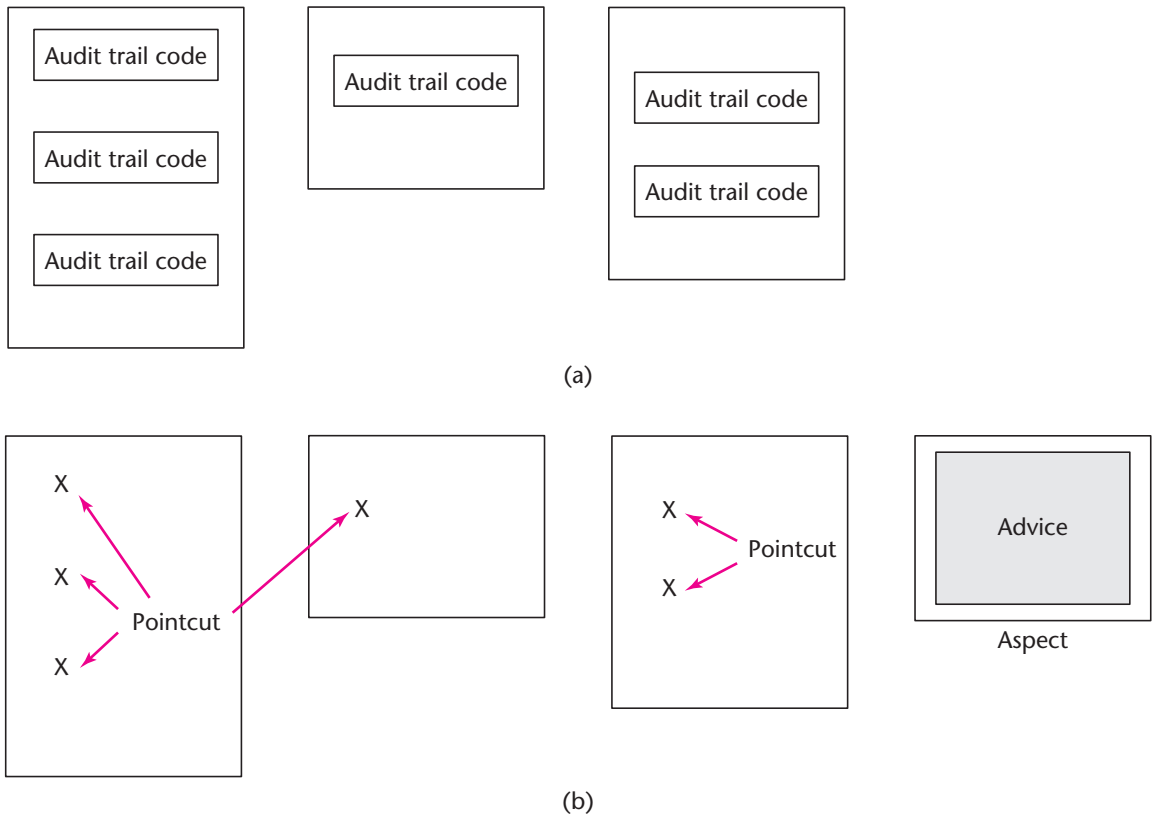 Audit trail code
Audit trail code
Audit trail code
Audit trail code
Audit trail code
Audit trail code
(a)
X
X
X
Pointcut
X
X
X
Pointcut
Advice
Aspect
(b)